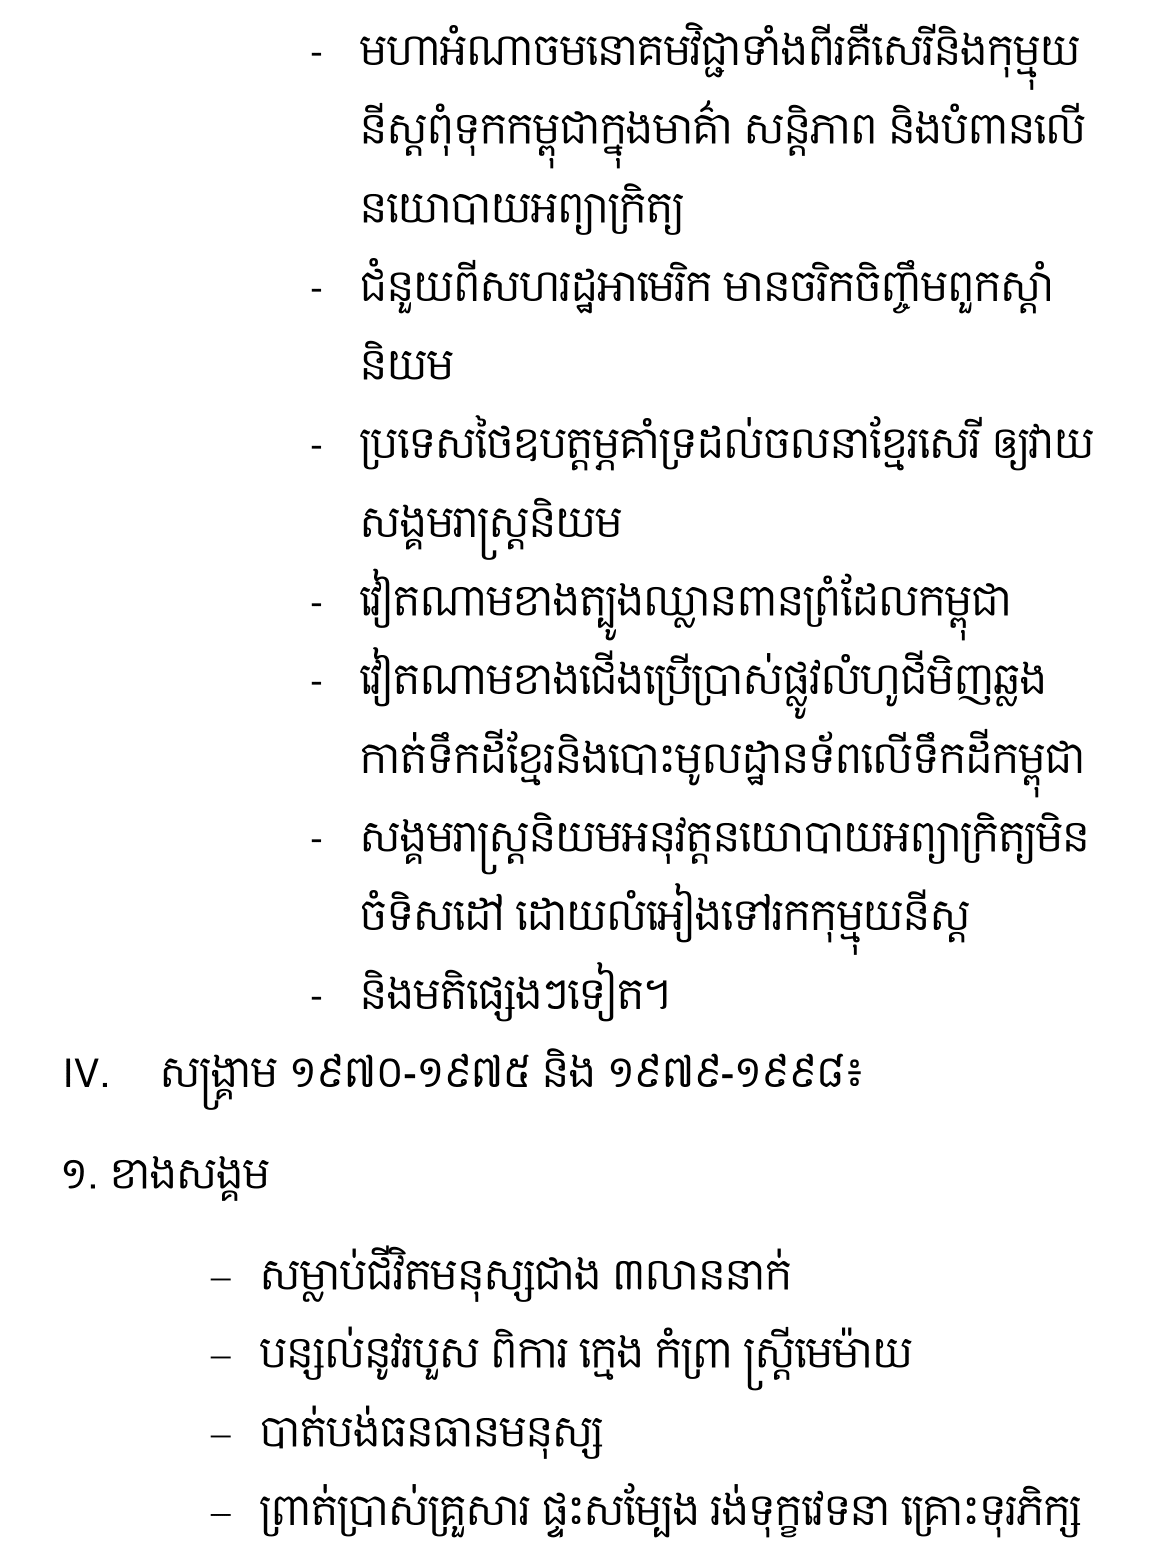 - មហាអំណាចមនោគមវិជ្ជាទាំងពីរគឺសេរីនិងកុម្មុយ
នីស្តពុំទុកកម្ពុជាក្នុងមាគ៌ា សន្តិភាព និងបំពានលើ
នយោបាយអព្យាក្រិត្យ
- ជំនួយពីសហរដ្ឋអាមេរិក មានចរិកចិញ្ចឹមពួកស្តាំ
និយម
- ប្រទេសថៃឧបត្តម្ភគាំទ្រដល់ចលនាខ្មែរសេរី ឲ្យវាយ
សង្គមរាស្ត្រនិយម
- វៀតណាមខាងត្បូងឈ្លានពានព្រំដែលកម្ពុជា
- វៀតណាមខាងជើងប្រើប្រាស់ផ្លូវលំហូជីមិញឆ្លង
កាត់ទឹកដីខ្មែរនិងបោះមូលដ្ឋានទ័ពលើទឹកដីកម្ពុជា
- សង្គមរាស្ត្រនិយមអនុវត្តនយោបាយអព្យាក្រិត្យមិន
ចំទិសដៅ ដោយលំអៀងទៅរកកុម្មុយនីស្ត
- និងមតិផ្សេងៗទៀត។
IV. សង្គ្រាម ១៩៧០-១៩៧៥ និង ១៩៧៩-១៩៩៨៖
១. ខាងសង្គម
– សម្លាប់ជីវិតមនុស្សជាង ៣លាននាក់
– បន្សល់នូវរបួស ពិការ ក្មេង កំព្រា ស្ត្រីមេម៉ាយ
– បាត់បង់ធនធានមនុស្ស
– ព្រាត់ប្រាស់គ្រួសារ ផ្ទះសម្បែង រង់ទុក្ខវេទនា គ្រោះទុរភិក្ស